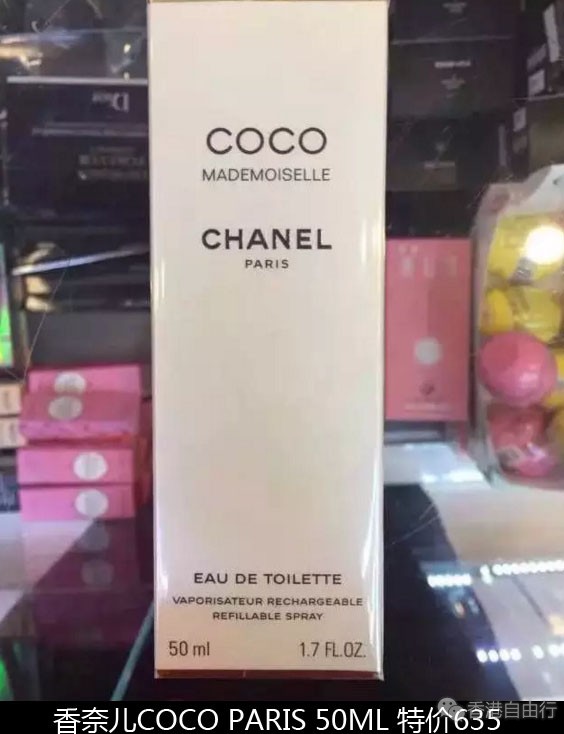 Dior
COCO
MADEMOISELLE
CHANEL
PARIS
EAU DE TOILETTE
VAPORISATEUR RECHARGEABLE
REFILLABLE SPRAY
50 ml 1.7 FL.OZ.
香港自由行
香奈儿COCO PARIS 50ML 特价635